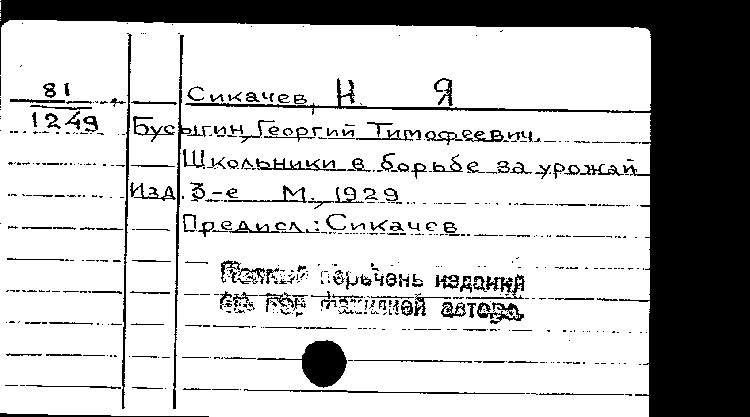 81
1249
Сикачев, Н Я
Бусыгин, Георгий Тимофеевич.
Школьники в борьбе за урожай
Изд. 3-е М., 1929
Предисл.: Сикачев
Полный перечень изданий
см. под фамилией автора.